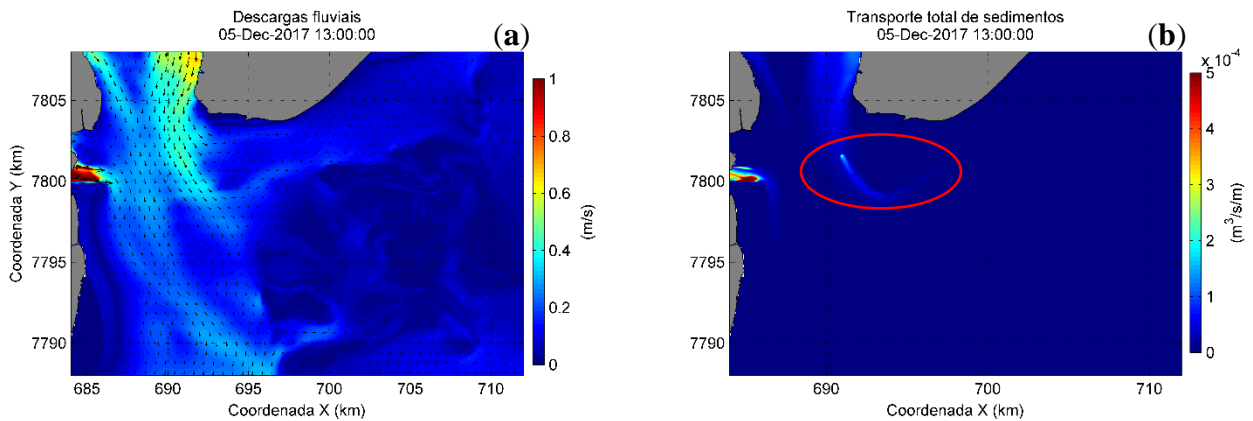 Descargas fluviais
05-Dec-2017 13:00:00
(a)
Coordenada Y (km)
7805
7800
7795
7790
685
690
695
700
705
710
Coordenada X (km)
1
0.8
0.6
0.4
0.2
0
(m/s)
Transporte total de sedimentos
05-Dec-2017 13:00:00
(b)
7805
7800
7795
7790
690
700
710
Coordenada X (km)
x 10⁻⁴
5
4
3
2
1
0
(m³/s/m)